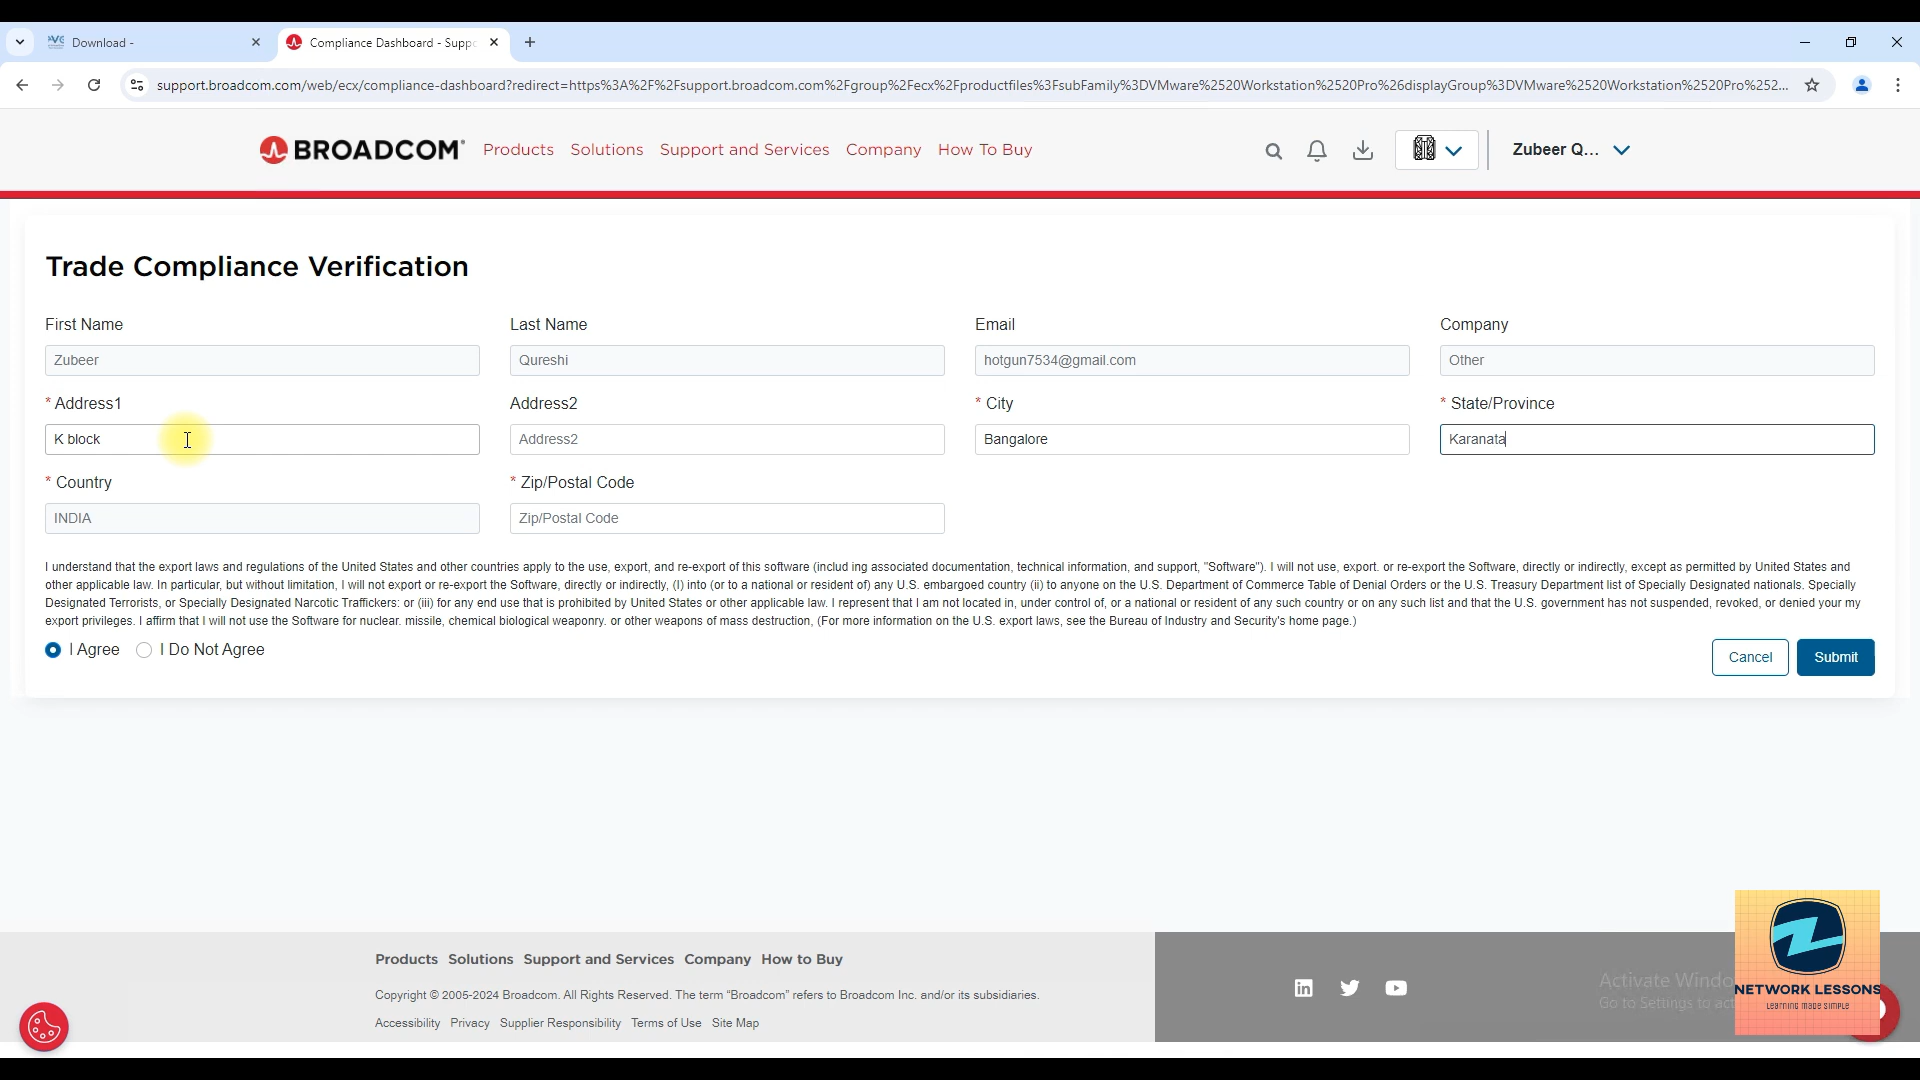 Download -
Compliance Dashboard - Suppo
support.broadcom.com/web/ecx/compliance-dashboard?redirect=https%3A%2F%2Fsupport.broadcom.com%2Fgroup%2Fecx%2Fproductfiles%3FsubFamily%3DVMware%2520Workstation%2520Pro%26displayGroup%3DVMware%2520Workstation%2520Pro%252...
BROADCOM Products Solutions Support and Services Company How To Buy
Zubeer Q...
Trade Compliance Verification
First Name Last Name Email Company
Zubeer Qureshi hotgun7534@gmail.com Other
* Address1 Address2 * City * State/Province
K block Address2 Bangalore Karanata
* Country * Zip/Postal Code
INDIA Zip/Postal Code
I understand that the export laws and regulations of the United States and other countries apply to the use, export, and re-export of this software (includ ing associated documentation, technical information, and support, "Software"). I will not use, export. or re-export the Software, directly or indirectly, except as permitted by United States and
other applicable law. In particular, but without limitation, I will not export or re-export the Software, directly or indirectly, (I) into (or to a national or resident of) any U.S. embargoed country (ii) to anyone on the U.S. Department of Commerce Table of Denial Orders or the U.S. Treasury Department list of Specially Designated nationals. Specially
Designated Terrorists, or Specially Designated Narcotic Traffickers: or (iii) for any end use that is prohibited by United States or other applicable law. I represent that I am not located in, under control of, or a national or resident of any such country or on any such list and that the U.S. government has not suspended, revoked, or denied your my
export privileges. I affirm that I will not use the Software for nuclear. missile, chemical biological weaponry. or other weapons of mass destruction, (For more information on the U.S. export laws, see the Bureau of Industry and Security's home page.)
I Agree I Do Not Agree
Cancel Submit
Products Solutions Support and Services Company How to Buy
Copyright © 2005-2024 Broadcom. All Rights Reserved. The term "Broadcom" refers to Broadcom Inc. and/or its subsidiaries.
Accessibility Privacy Supplier Responsibility Terms of Use Site Map
Activate Windo
Go to Settings to act
NETWORK LESSONS
Learning made simple